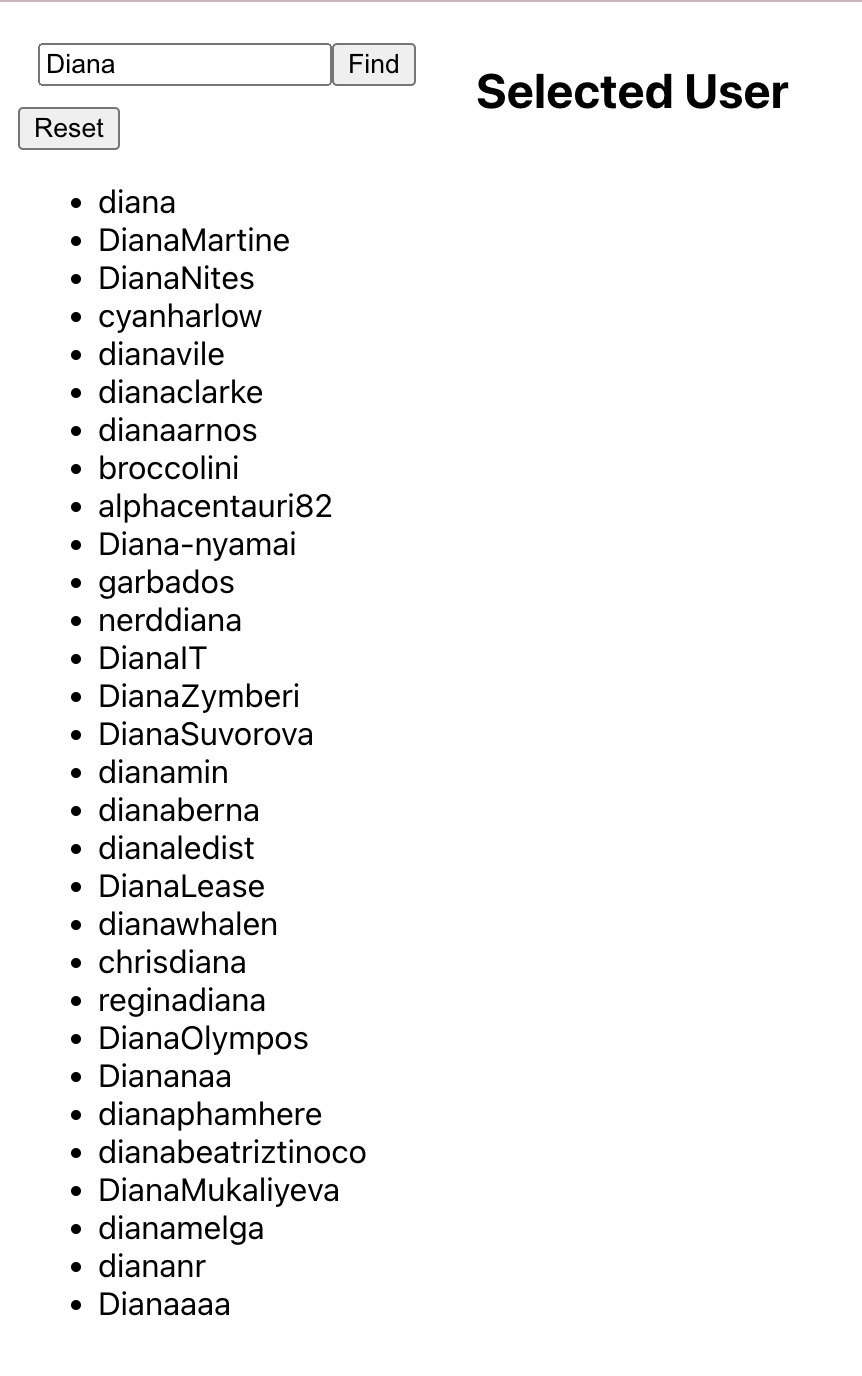 Diana Find
Selected User
Reset
diana
DianaMartine
DianaNites
cyanharlow
dianavile
dianaclarke
dianaarnos
broccolini
alphacentauri82
Diana-nyamai
garbados
nerddiana
DianaIT
DianaZymberi
DianaSuvorova
dianamin
dianaberna
dianaledist
DianaLease
dianawhalen
chrisdiana
reginadiana
DianaOlympos
Diananaa
dianaphamhere
dianabeatriztinoco
DianaMukaliyeva
dianamelga
diananr
Dianaaaa